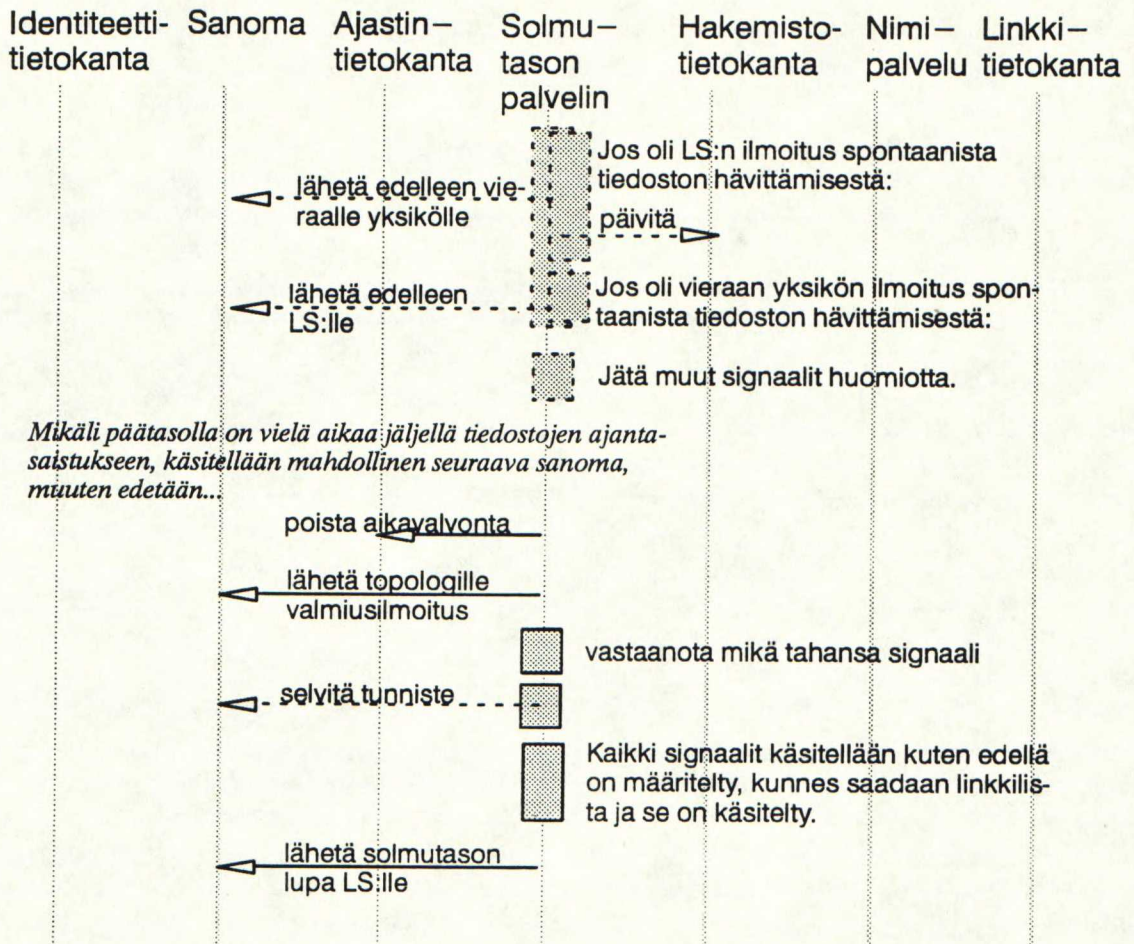 Identiteetti-
tietokanta
Sanoma
Ajastin–
tietokanta
Solmu–
tason
palvelin
Hakemisto-
tietokanta
Nimi–
palvelu
Linkki–
tietokanta
Jos oli LS:n ilmoitus spontaanista
tiedoston hävittämisestä:
lähetä edelleen vie-
raalle yksikölle
päivitä
lähetä edelleen
LS:lle
Jos oli vieraan yksikön ilmoitus spon-
taanista tiedoston hävittämisestä:
Jätä muut signaalit huomiotta.
Mikäli päätasolla on vielä aikaa jäljellä tiedostojen ajanta-
saistukseen, käsitellään mahdollinen seuraava sanoma,
muuten edetään...
poista aikavalvonta
lähetä topologille
valmiusilmoitus
vastaanota mikä tahansa signaali
selvitä tunniste
Kaikki signaalit käsitellään kuten edellä
on määritelty, kunnes saadaan linkkilis-
ta ja se on käsitelty.
lähetä solmutason
lupa LS:lle